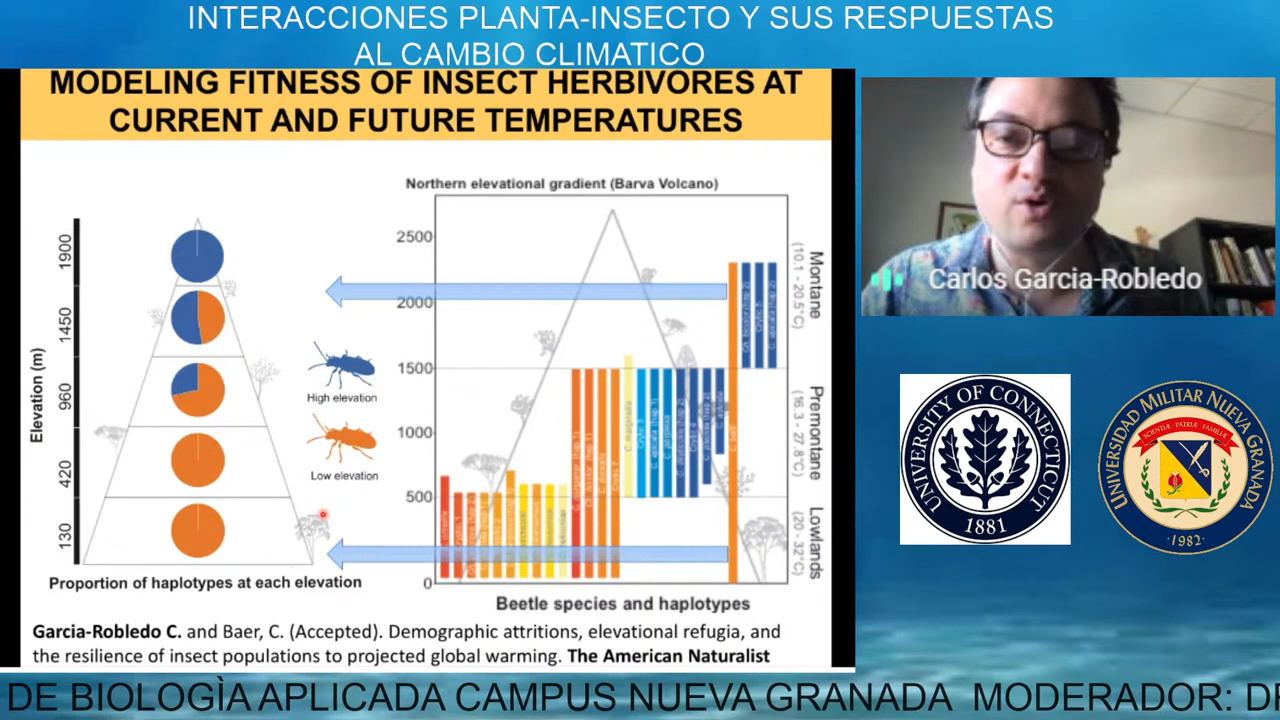 INTERACCIONES PLANTA-INSECTO Y SUS RESPUESTAS
AL CAMBIO CLIMATICO
MODELING FITNESS OF INSECT HERBIVORES AT
CURRENT AND FUTURE TEMPERATURES
Northern elevational gradient (Barva Volcano)
Elevation (m)
1900
1450
960
420
130
High elevation
Low elevation
Proportion of haplotypes at each elevation
2500
2000
1500
1000
500
0
Montane
(10.1 - 20.5°C)
Premontane
(16.3 - 27.8°C)
Lowlands
(20 - 32°C)
Beetle species and haplotypes
Garcia-Robledo C. and Baer, C. (Accepted). Demographic attritions, elevational refugia, and
the resilience of insect populations to projected global warming. The American Naturalist
Carlos Garcia-Robledo
UNIVERSITY OF CONNECTICUT
1881
UNIVERSIDAD MILITAR NUEVA GRANADA
SCIENTIÆ - PATRIÆ - FAMILIÆ
·1982·
DE BIOLOGÌA APLICADA CAMPUS NUEVA GRANADA MODERADOR: DE